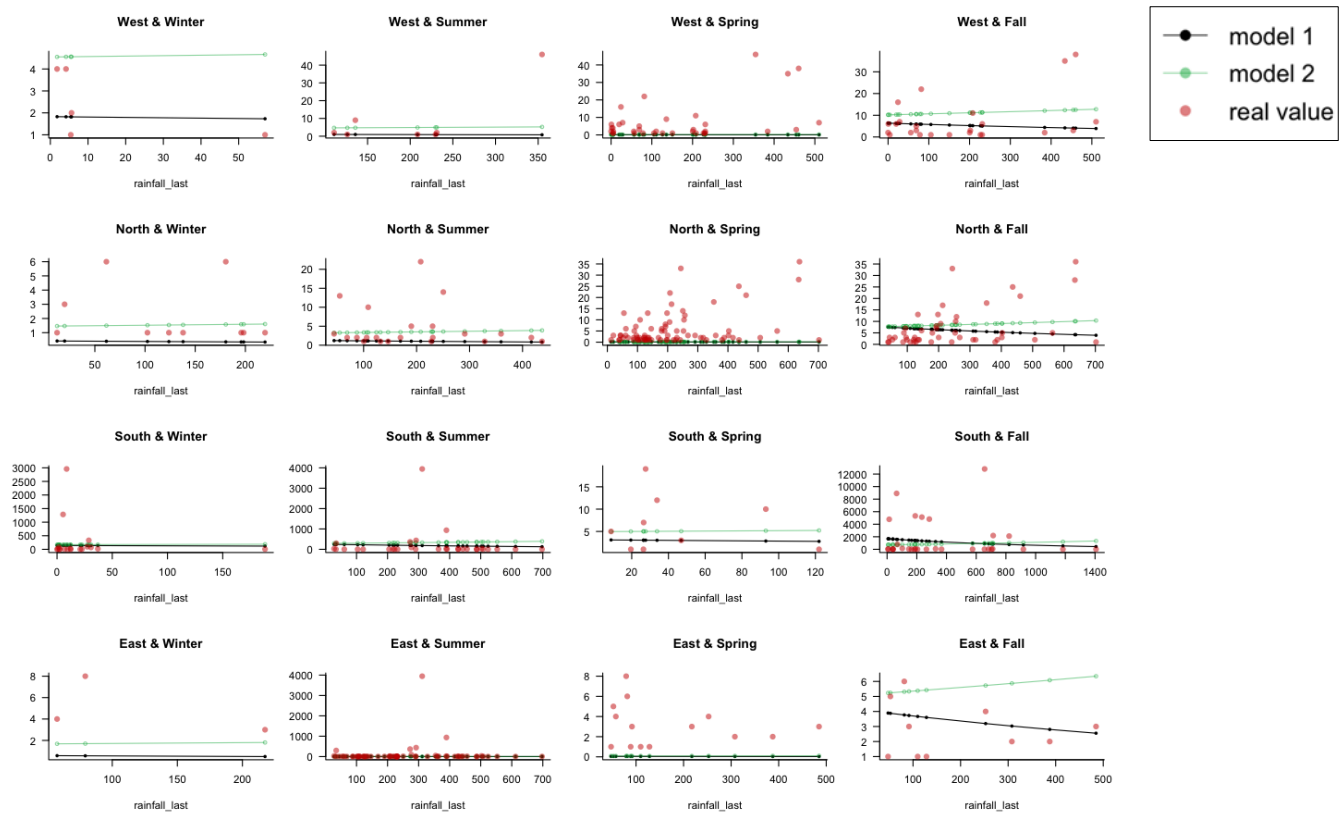 West & Winter West & Summer West & Spring West & Fall
model 1
model 2
real value
4
3
2
1
0 10 20 30 40 50
rainfall_last
40
30
20
10
0
150 200 250 300 350
rainfall_last
40
30
20
10
5
0
0 100 200 300 400 500
rainfall_last
30
20
10
0
0 100 200 300 400 500
rainfall_last
North & Winter North & Summer North & Spring North & Fall
6
5
4
3
2
1
50 100 150 200
rainfall_last
20
15
10
5
0
100 200 300 400
rainfall_last
35
30
25
20
15
10
5
0
0 100 200 300 400 500 600 700
rainfall_last
35
30
25
20
15
10
5
0
100 200 300 400 500 600 700
rainfall_last
South & Winter South & Summer South & Spring South & Fall
3000
2500
2000
1500
1000
500
0
0 50 100 150
rainfall_last
4000
3000
2000
1000
500
0
100 200 300 400 500 600 700
rainfall_last
15
10
5
20 40 60 80 100 120
rainfall_last
12000
10000
8000
6000
4000
2000
0
0 200 400 600 800 1000 1400
rainfall_last
East & Winter East & Summer East & Spring East & Fall
8
6
4
2
100 150 200
rainfall_last
4000
3000
2000
1000
500
0
100 200 300 400 500 600 700
rainfall_last
8
7
6
5
4
3
2
1
0
100 200 300 400 500
rainfall_last
6
5
4
3
2
1
100 200 300 400 500
rainfall_last